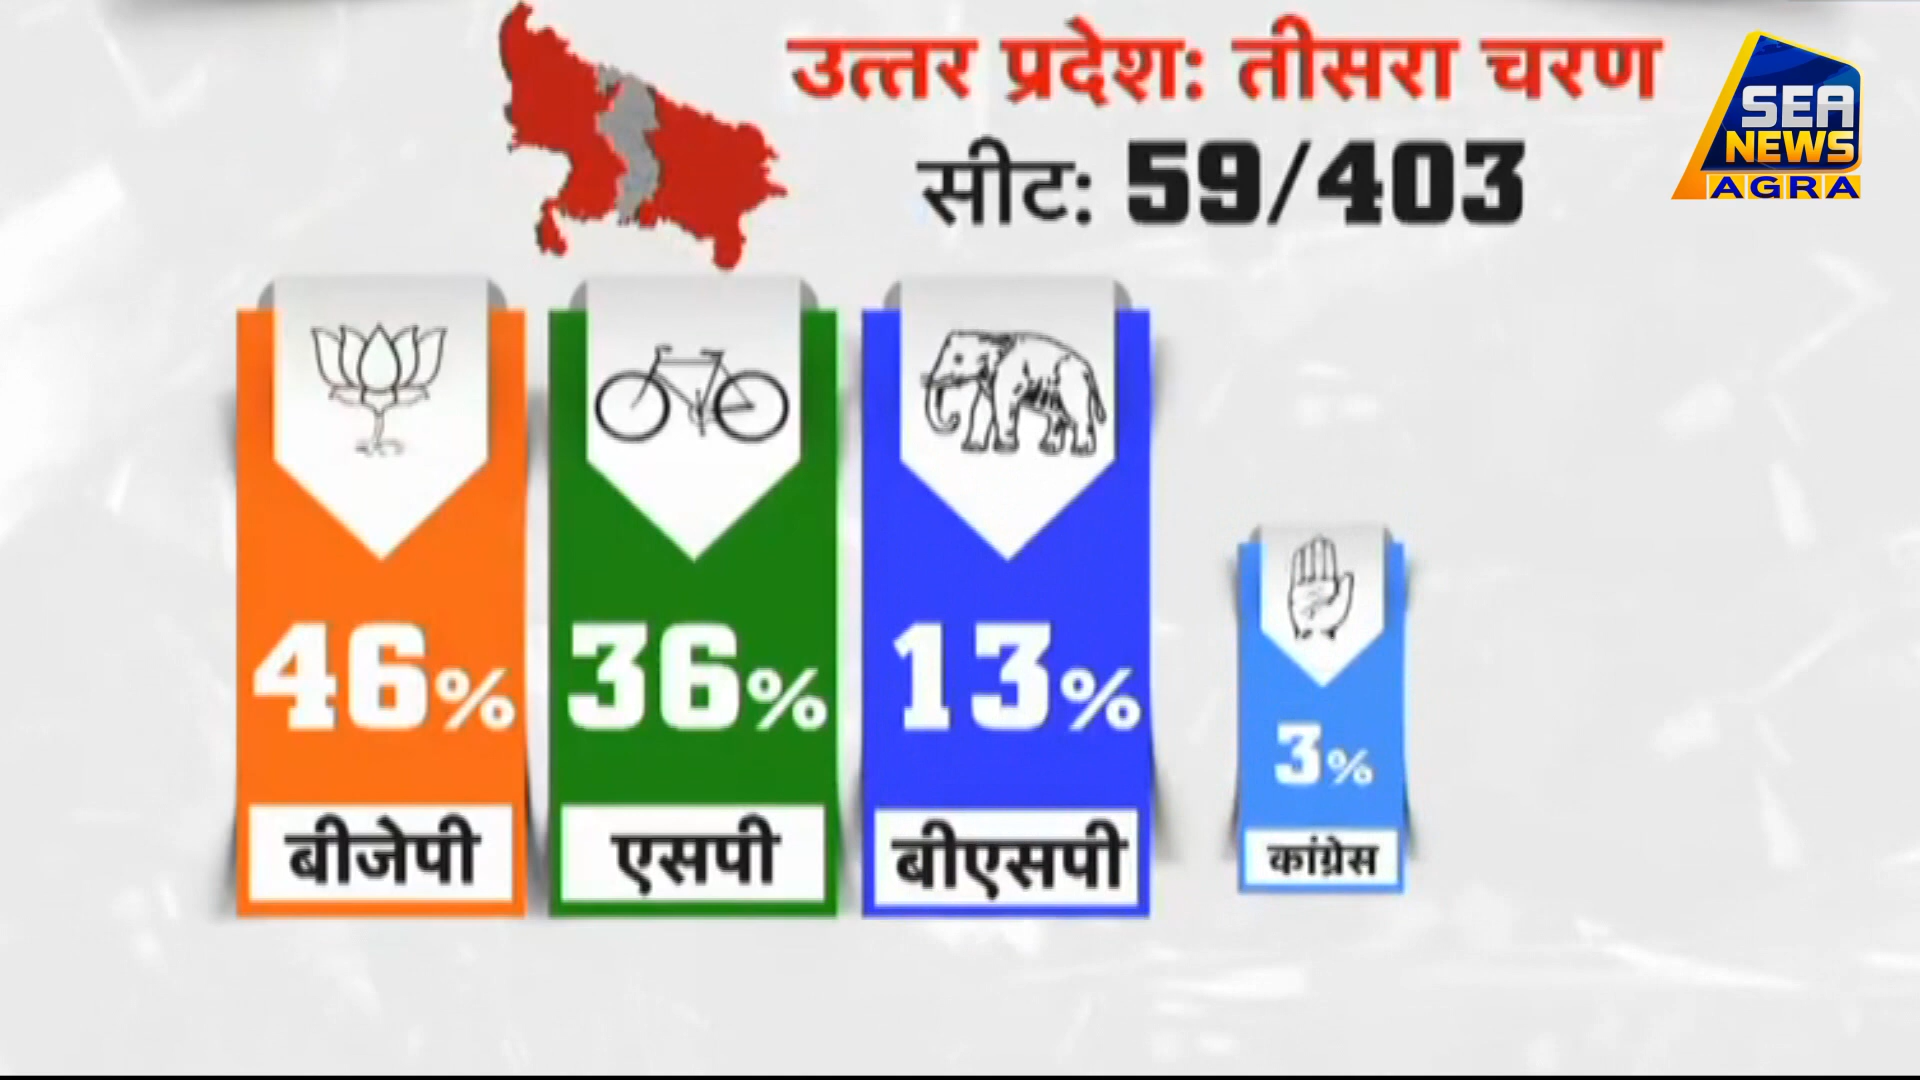 उत्तर प्रदेश: तीसरा चरण
सीट: 59/403
SEA
NEWS
AGRA
46%
36%
13%
3%
बीजेपी
एसपी
बीएसपी
कांग्रेस